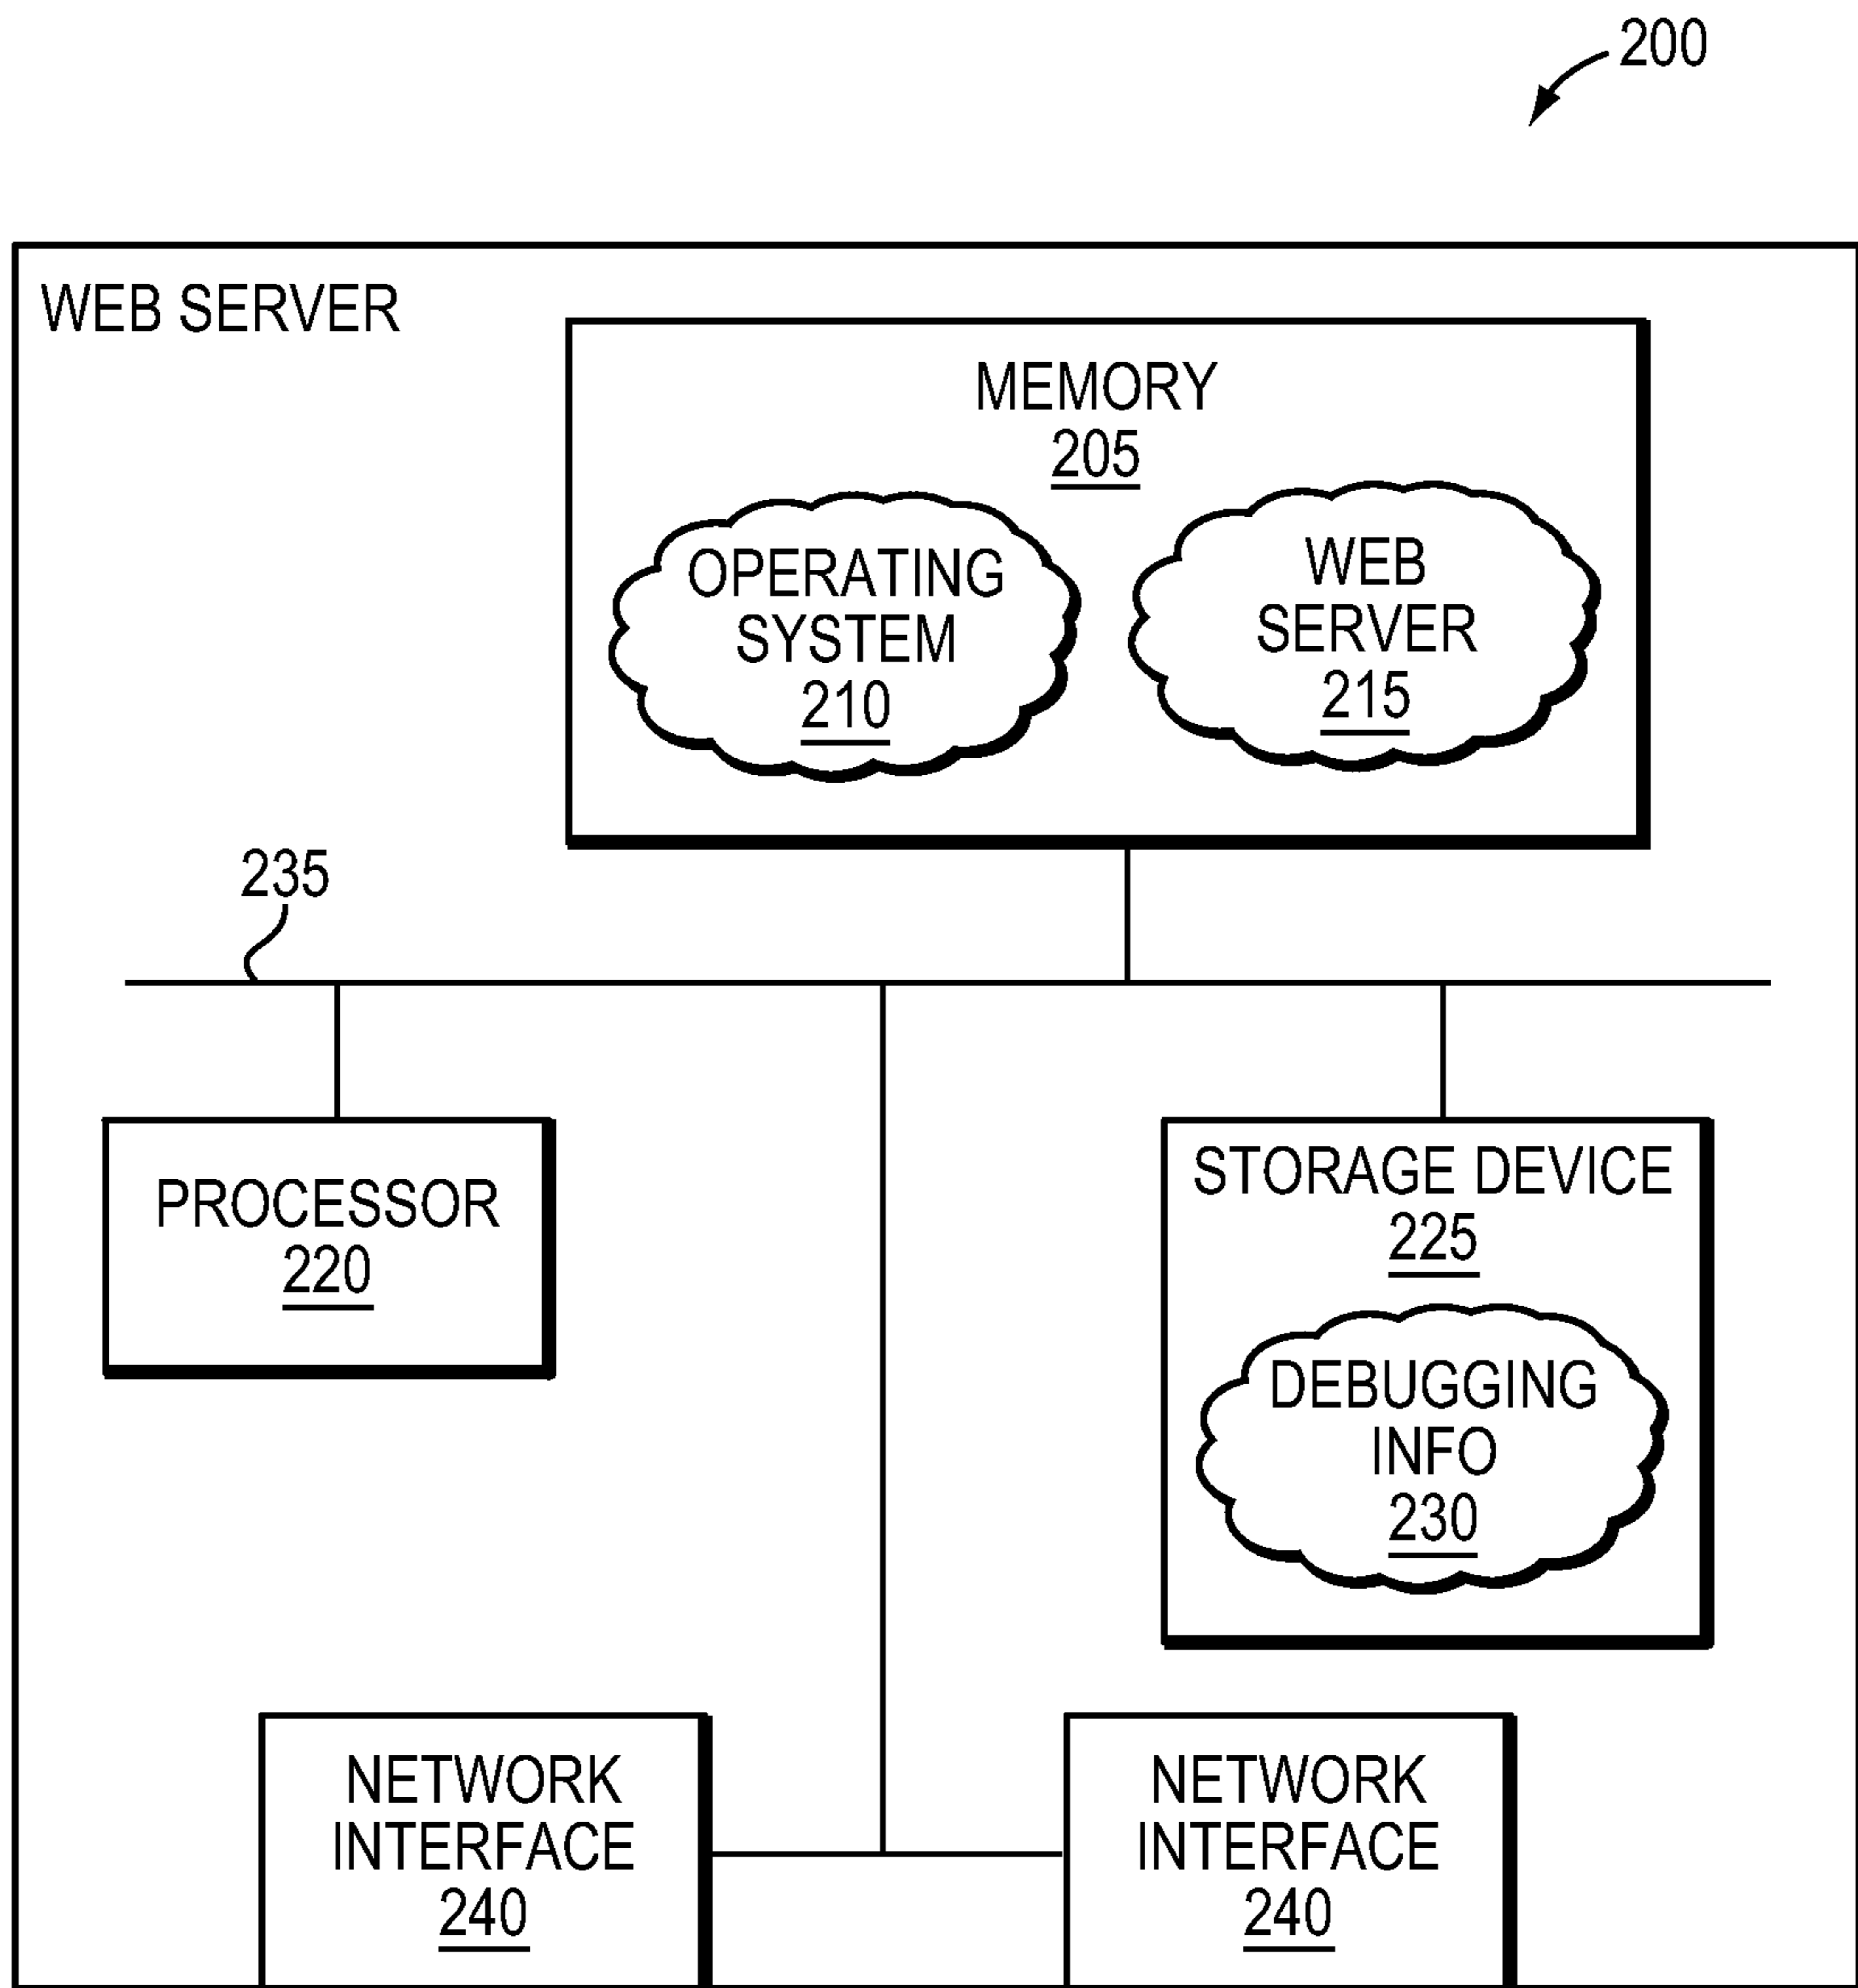 200
WEB SERVER
MEMORY
205
OPERATING
SYSTEM
210
WEB
SERVER
215
235
PROCESSOR
220
STORAGE DEVICE
225
DEBUGGING
INFO
230
NETWORK
INTERFACE
240
NETWORK
INTERFACE
240